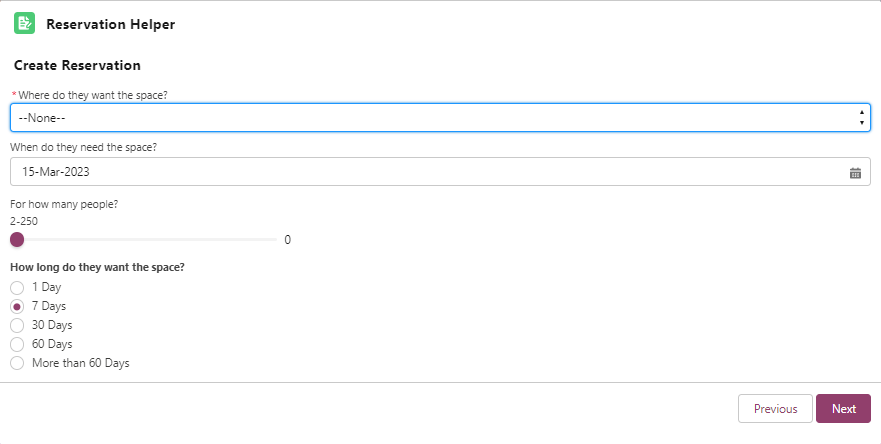 Reservation Helper
Create Reservation
* Where do they want the space?
--None--
When do they need the space?
15-Mar-2023
For how many people?
2-250
0
How long do they want the space?
1 Day
7 Days
30 Days
60 Days
More than 60 Days
Previous Next